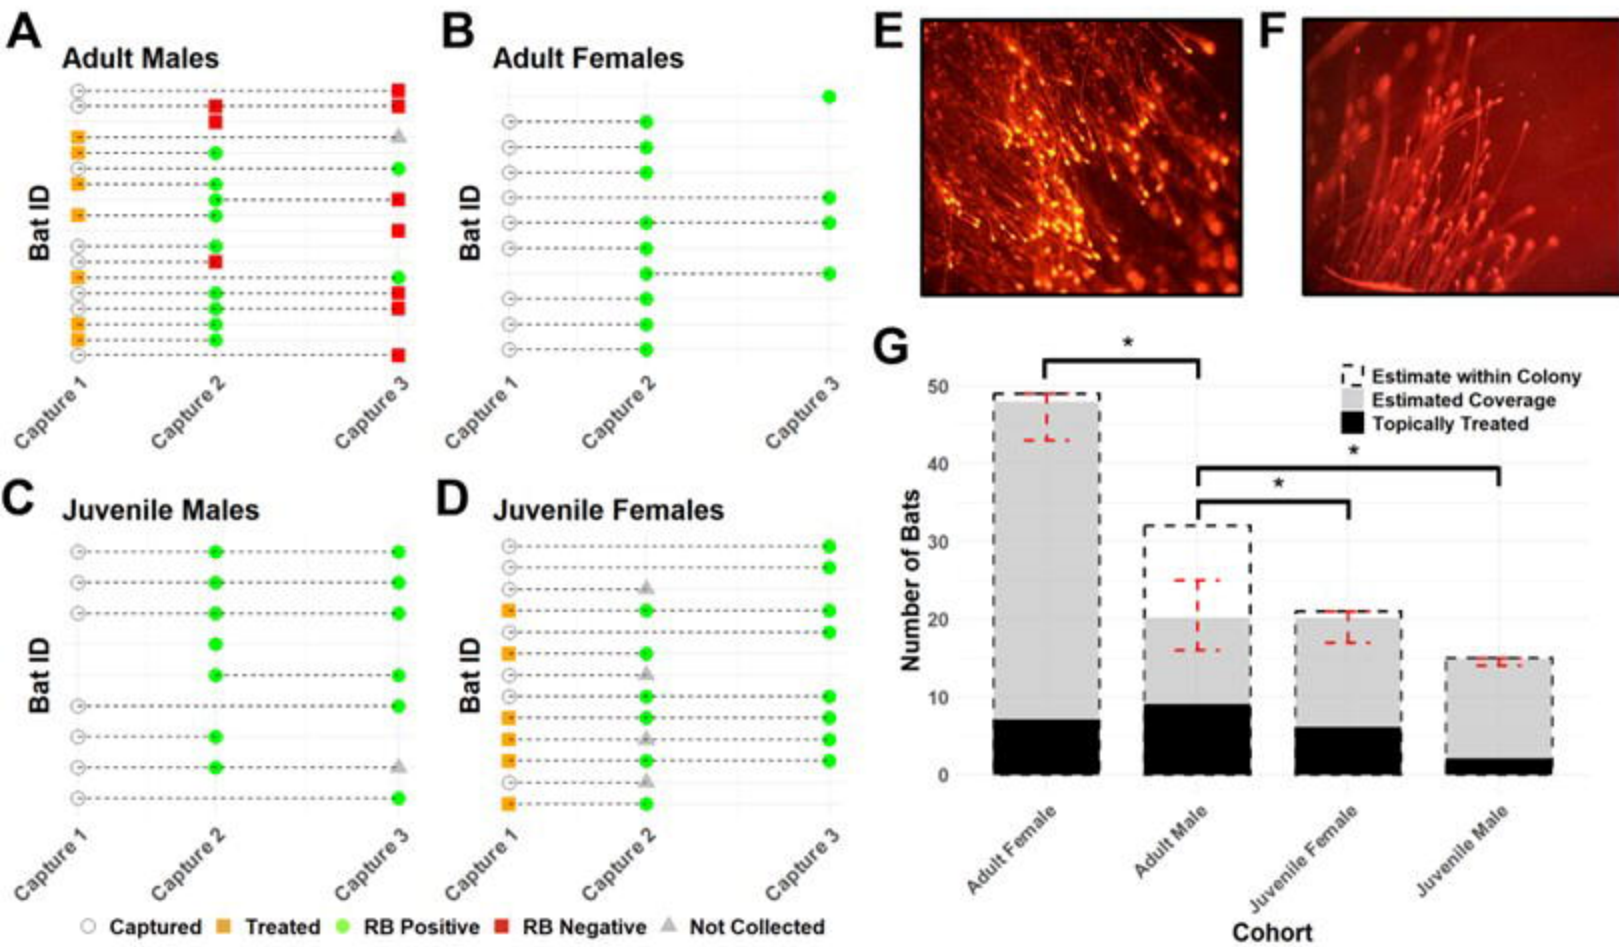 A
Adult Males
Bat ID
Capture 1
Capture 2
Capture 3
B
Adult Females
Bat ID
Capture 1
Capture 2
Capture 3
C
Juvenile Males
Bat ID
Capture 1
Capture 2
Capture 3
D
Juvenile Females
Bat ID
Capture 1
Capture 2
Capture 3
Captured Treated RB Positive RB Negative Not Collected
E
F
G
*
*
*
Estimate within Colony
Estimated Coverage
Topically Treated
Number of Bats
50
40
30
20
10
0
Adult Female
Adult Male
Juvenile Female
Juvenile Male
Cohort